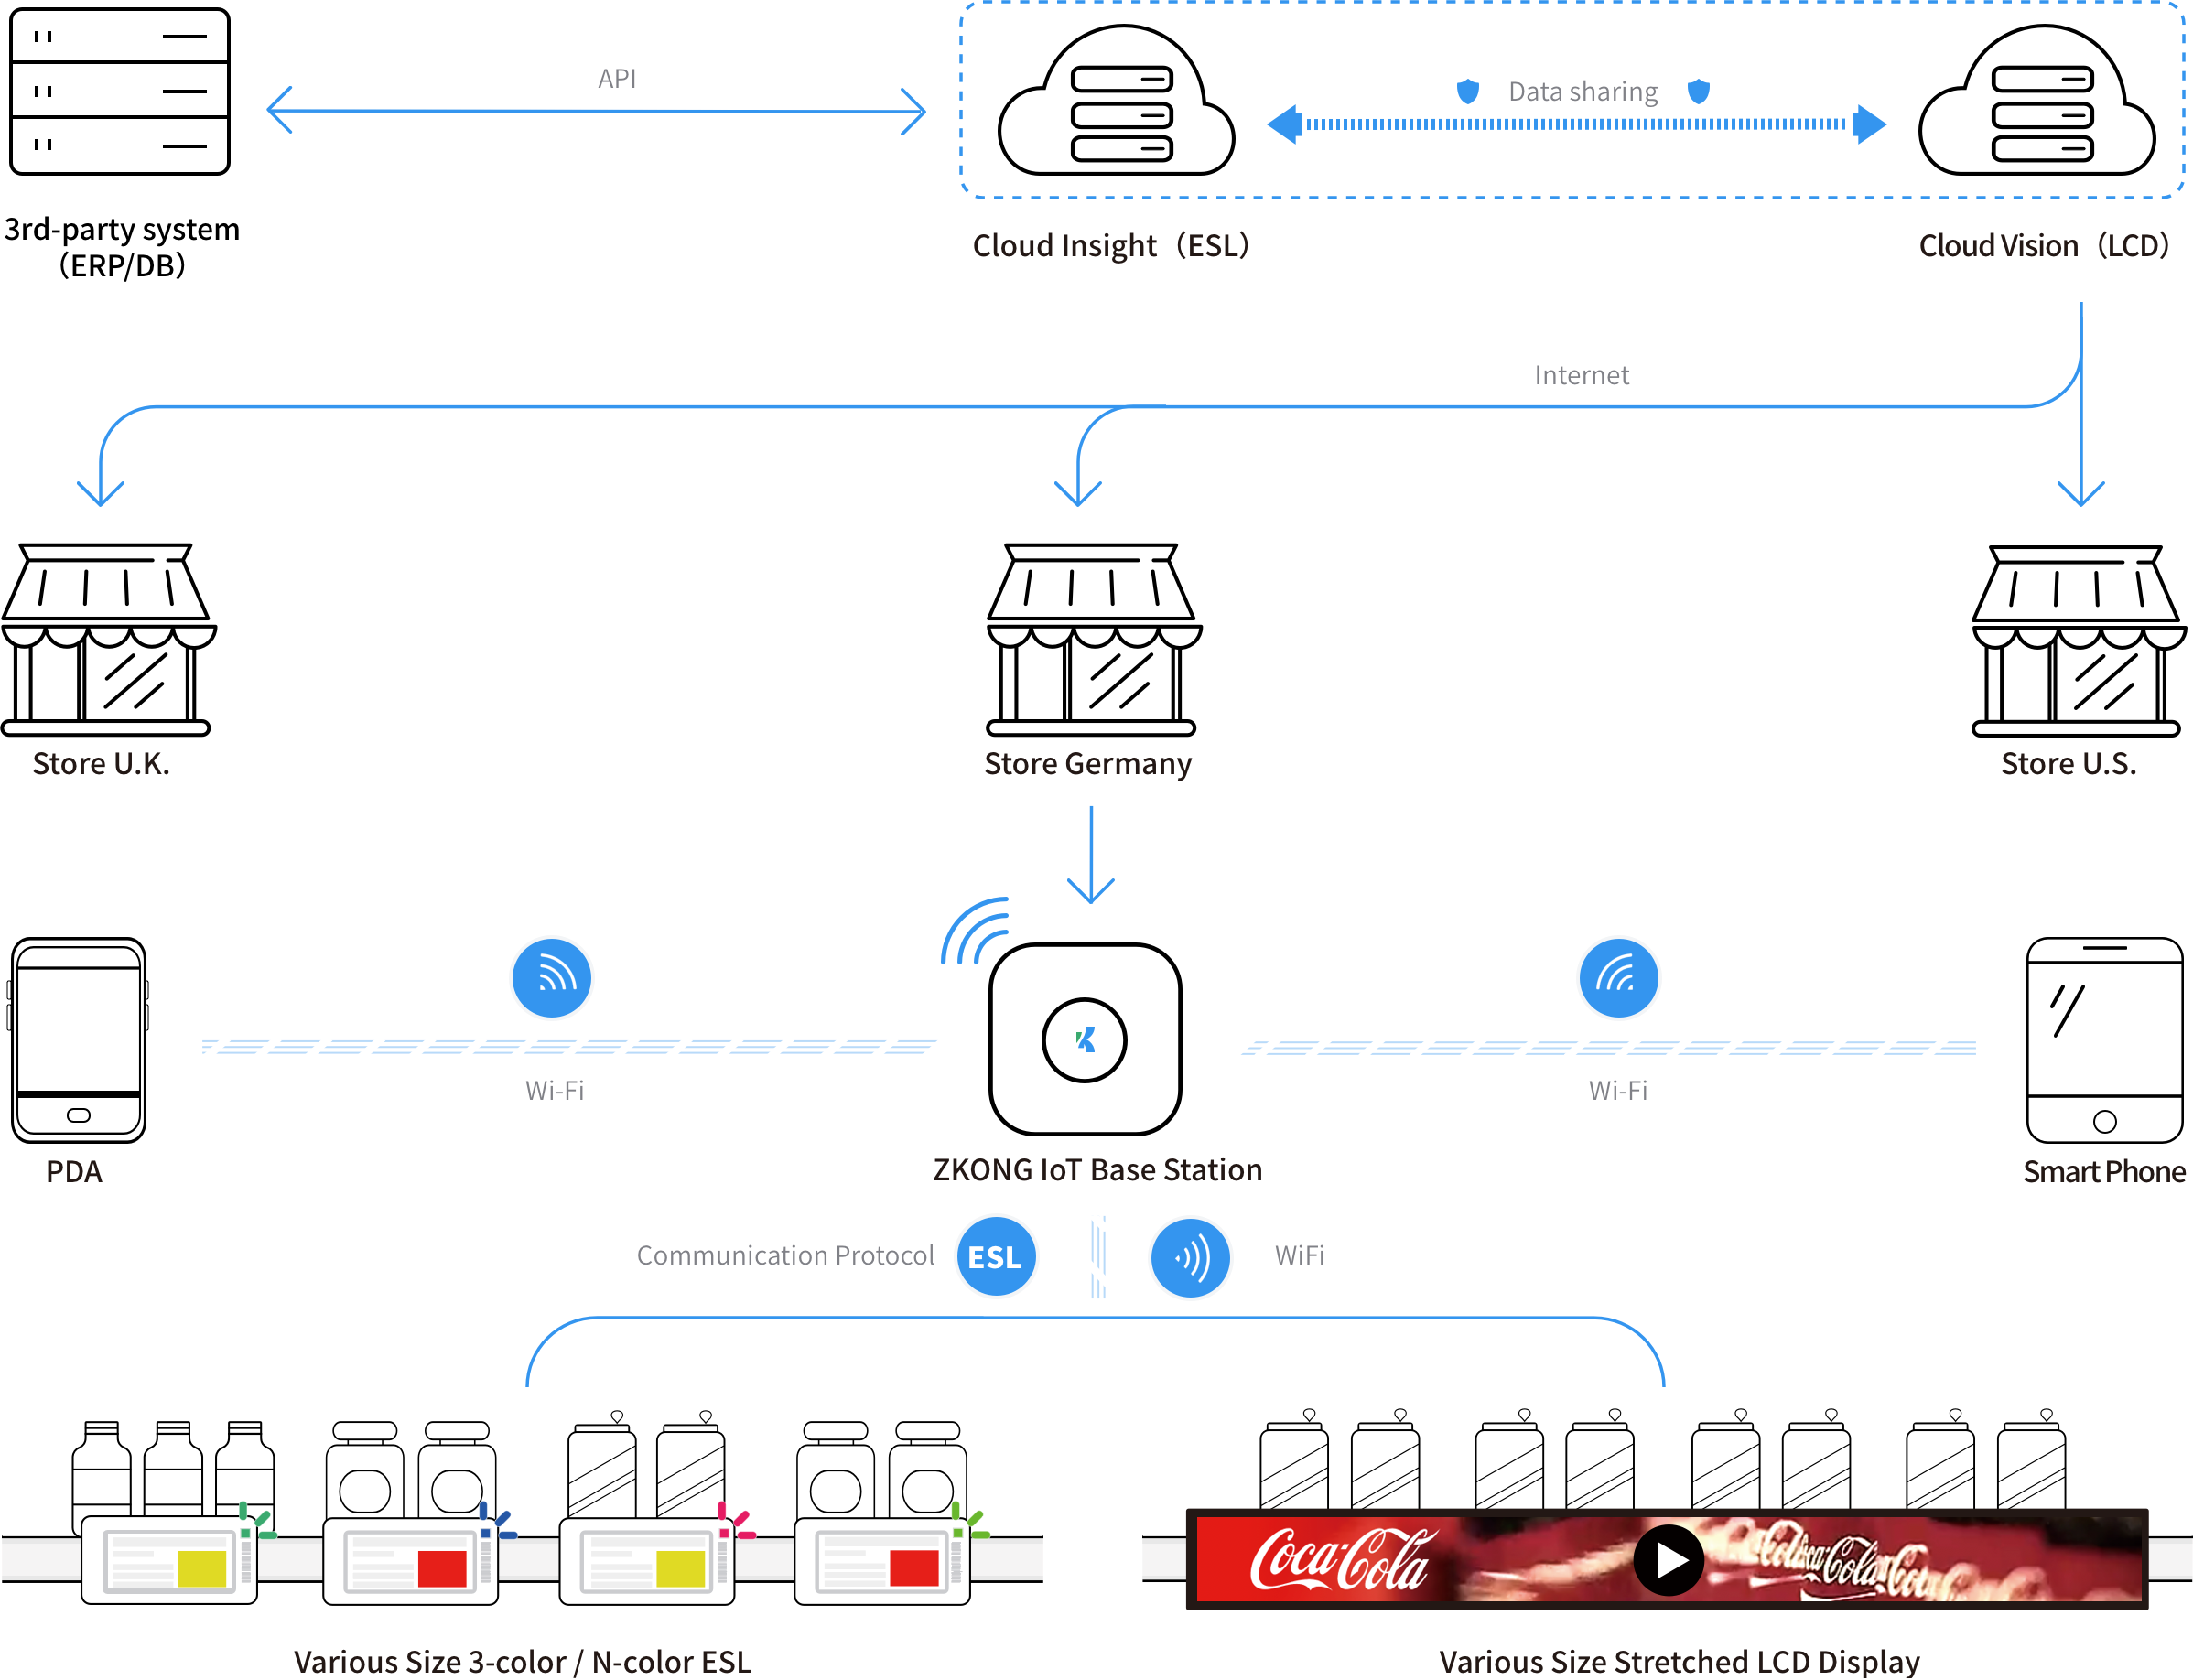 API
Data sharing
3rd-party system
（ERP/DB）
Cloud Insight（ESL）
Cloud Vision（LCD）
Internet
Store U.K.
Store Germany
Store U.S.
Wi-Fi
Wi-Fi
PDA
ZKONG IoT Base Station
Smart Phone
Communication Protocol
ESL
WiFi
Coca-Cola
Coca-Cola
Various Size 3-color / N-color ESL
Various Size Stretched LCD Display